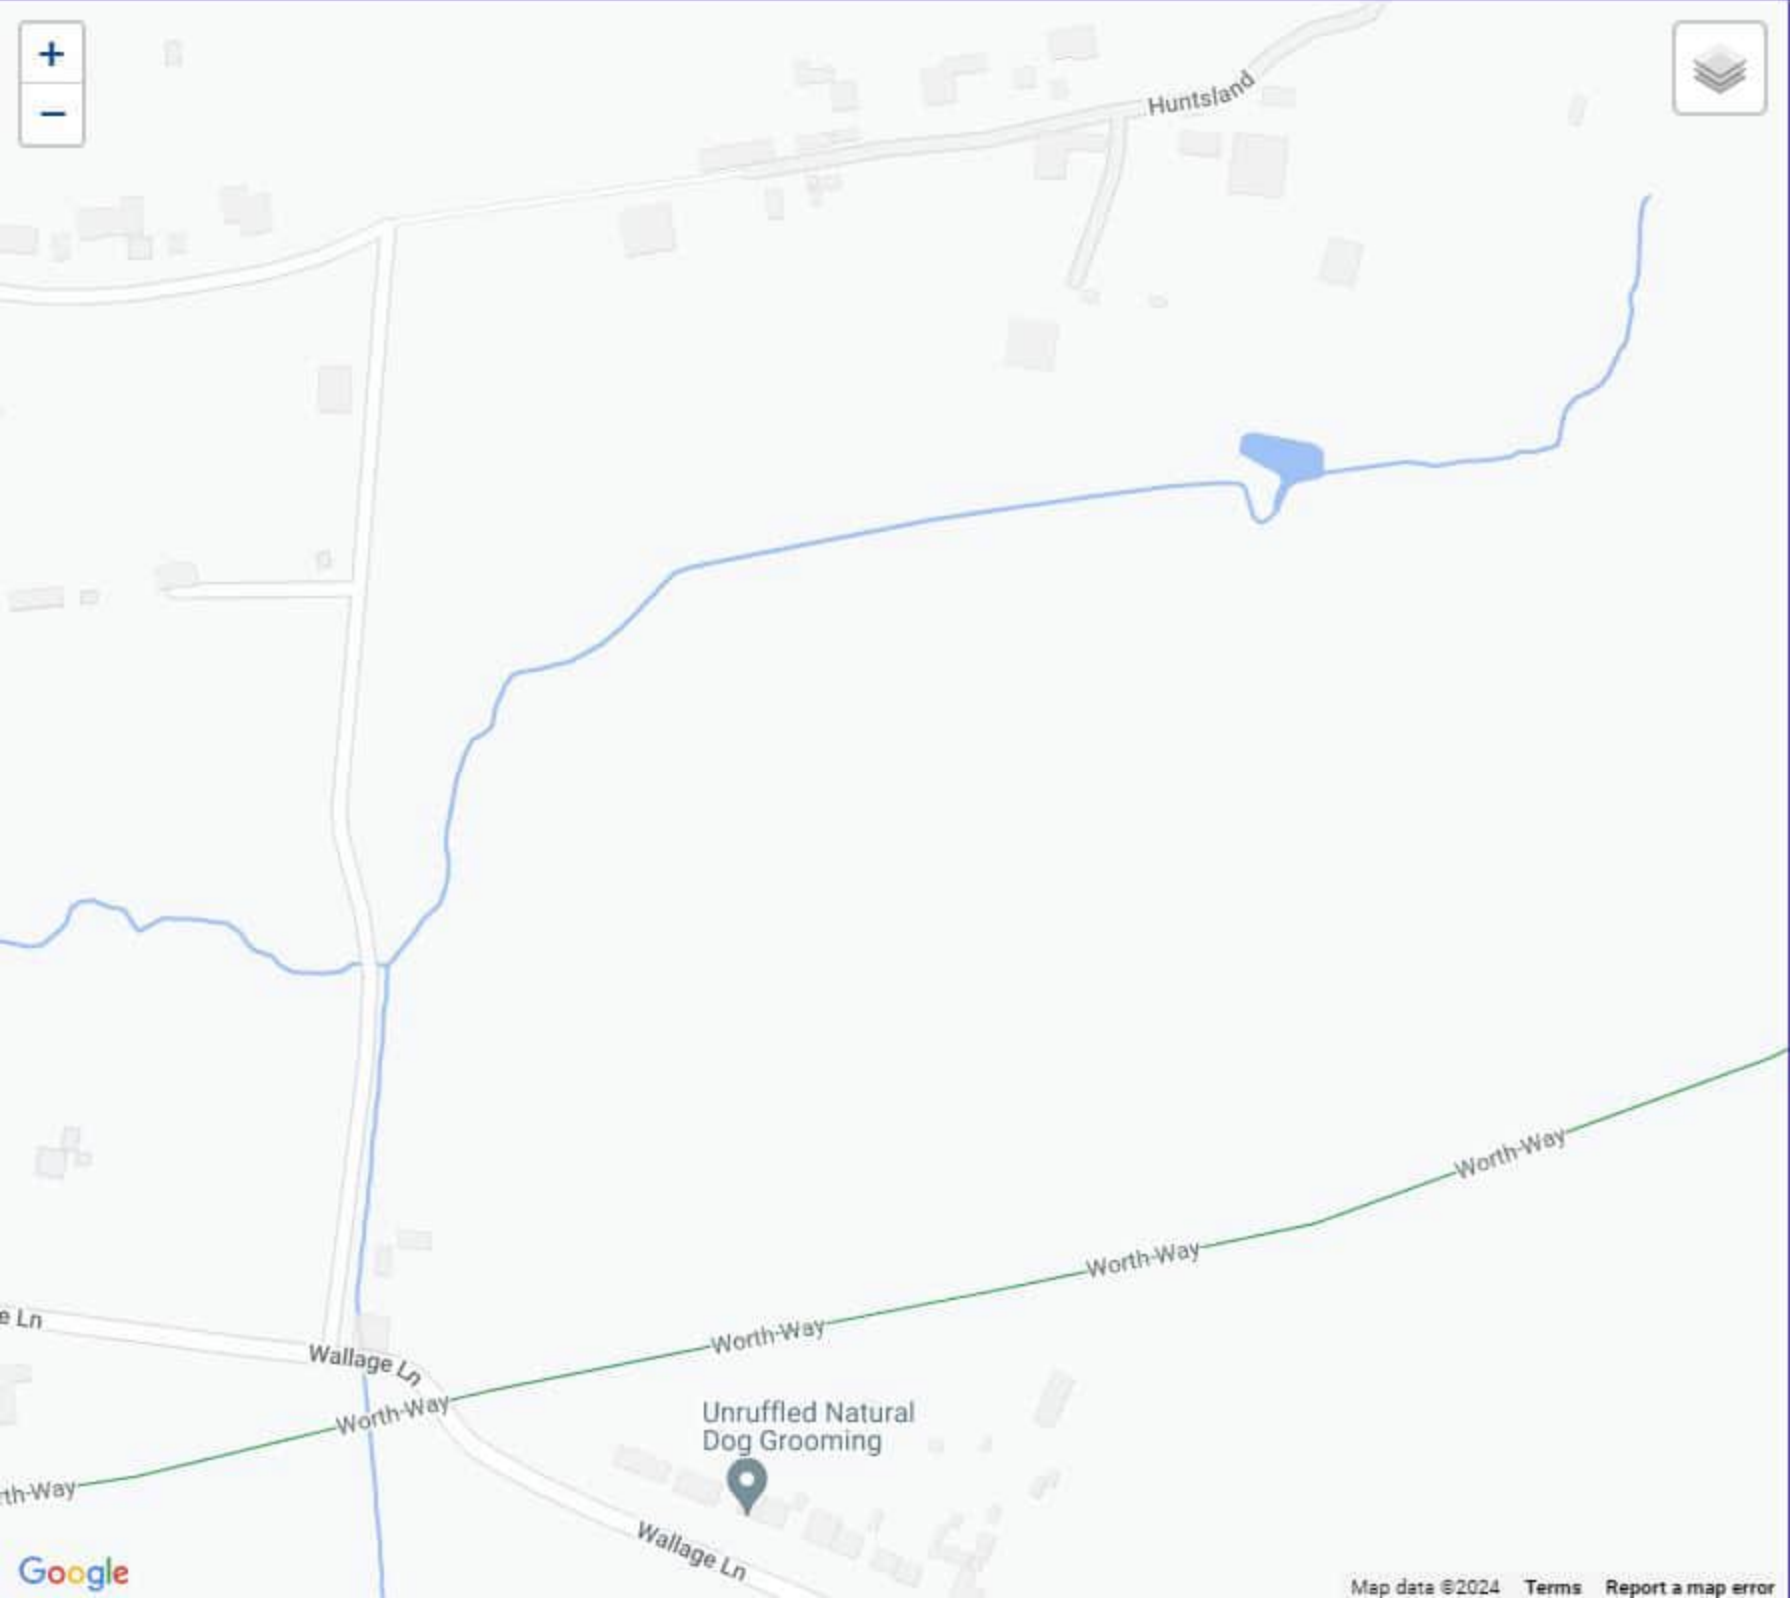 +
−
Huntsland
Worth-Way
Worth-Way
Worth-Way
e Ln
Wallage Ln
Worth-Way
Unruffled Natural
Dog Grooming
rth-Way
Wallage Ln
Google
Map data ©2024 Terms Report a map error